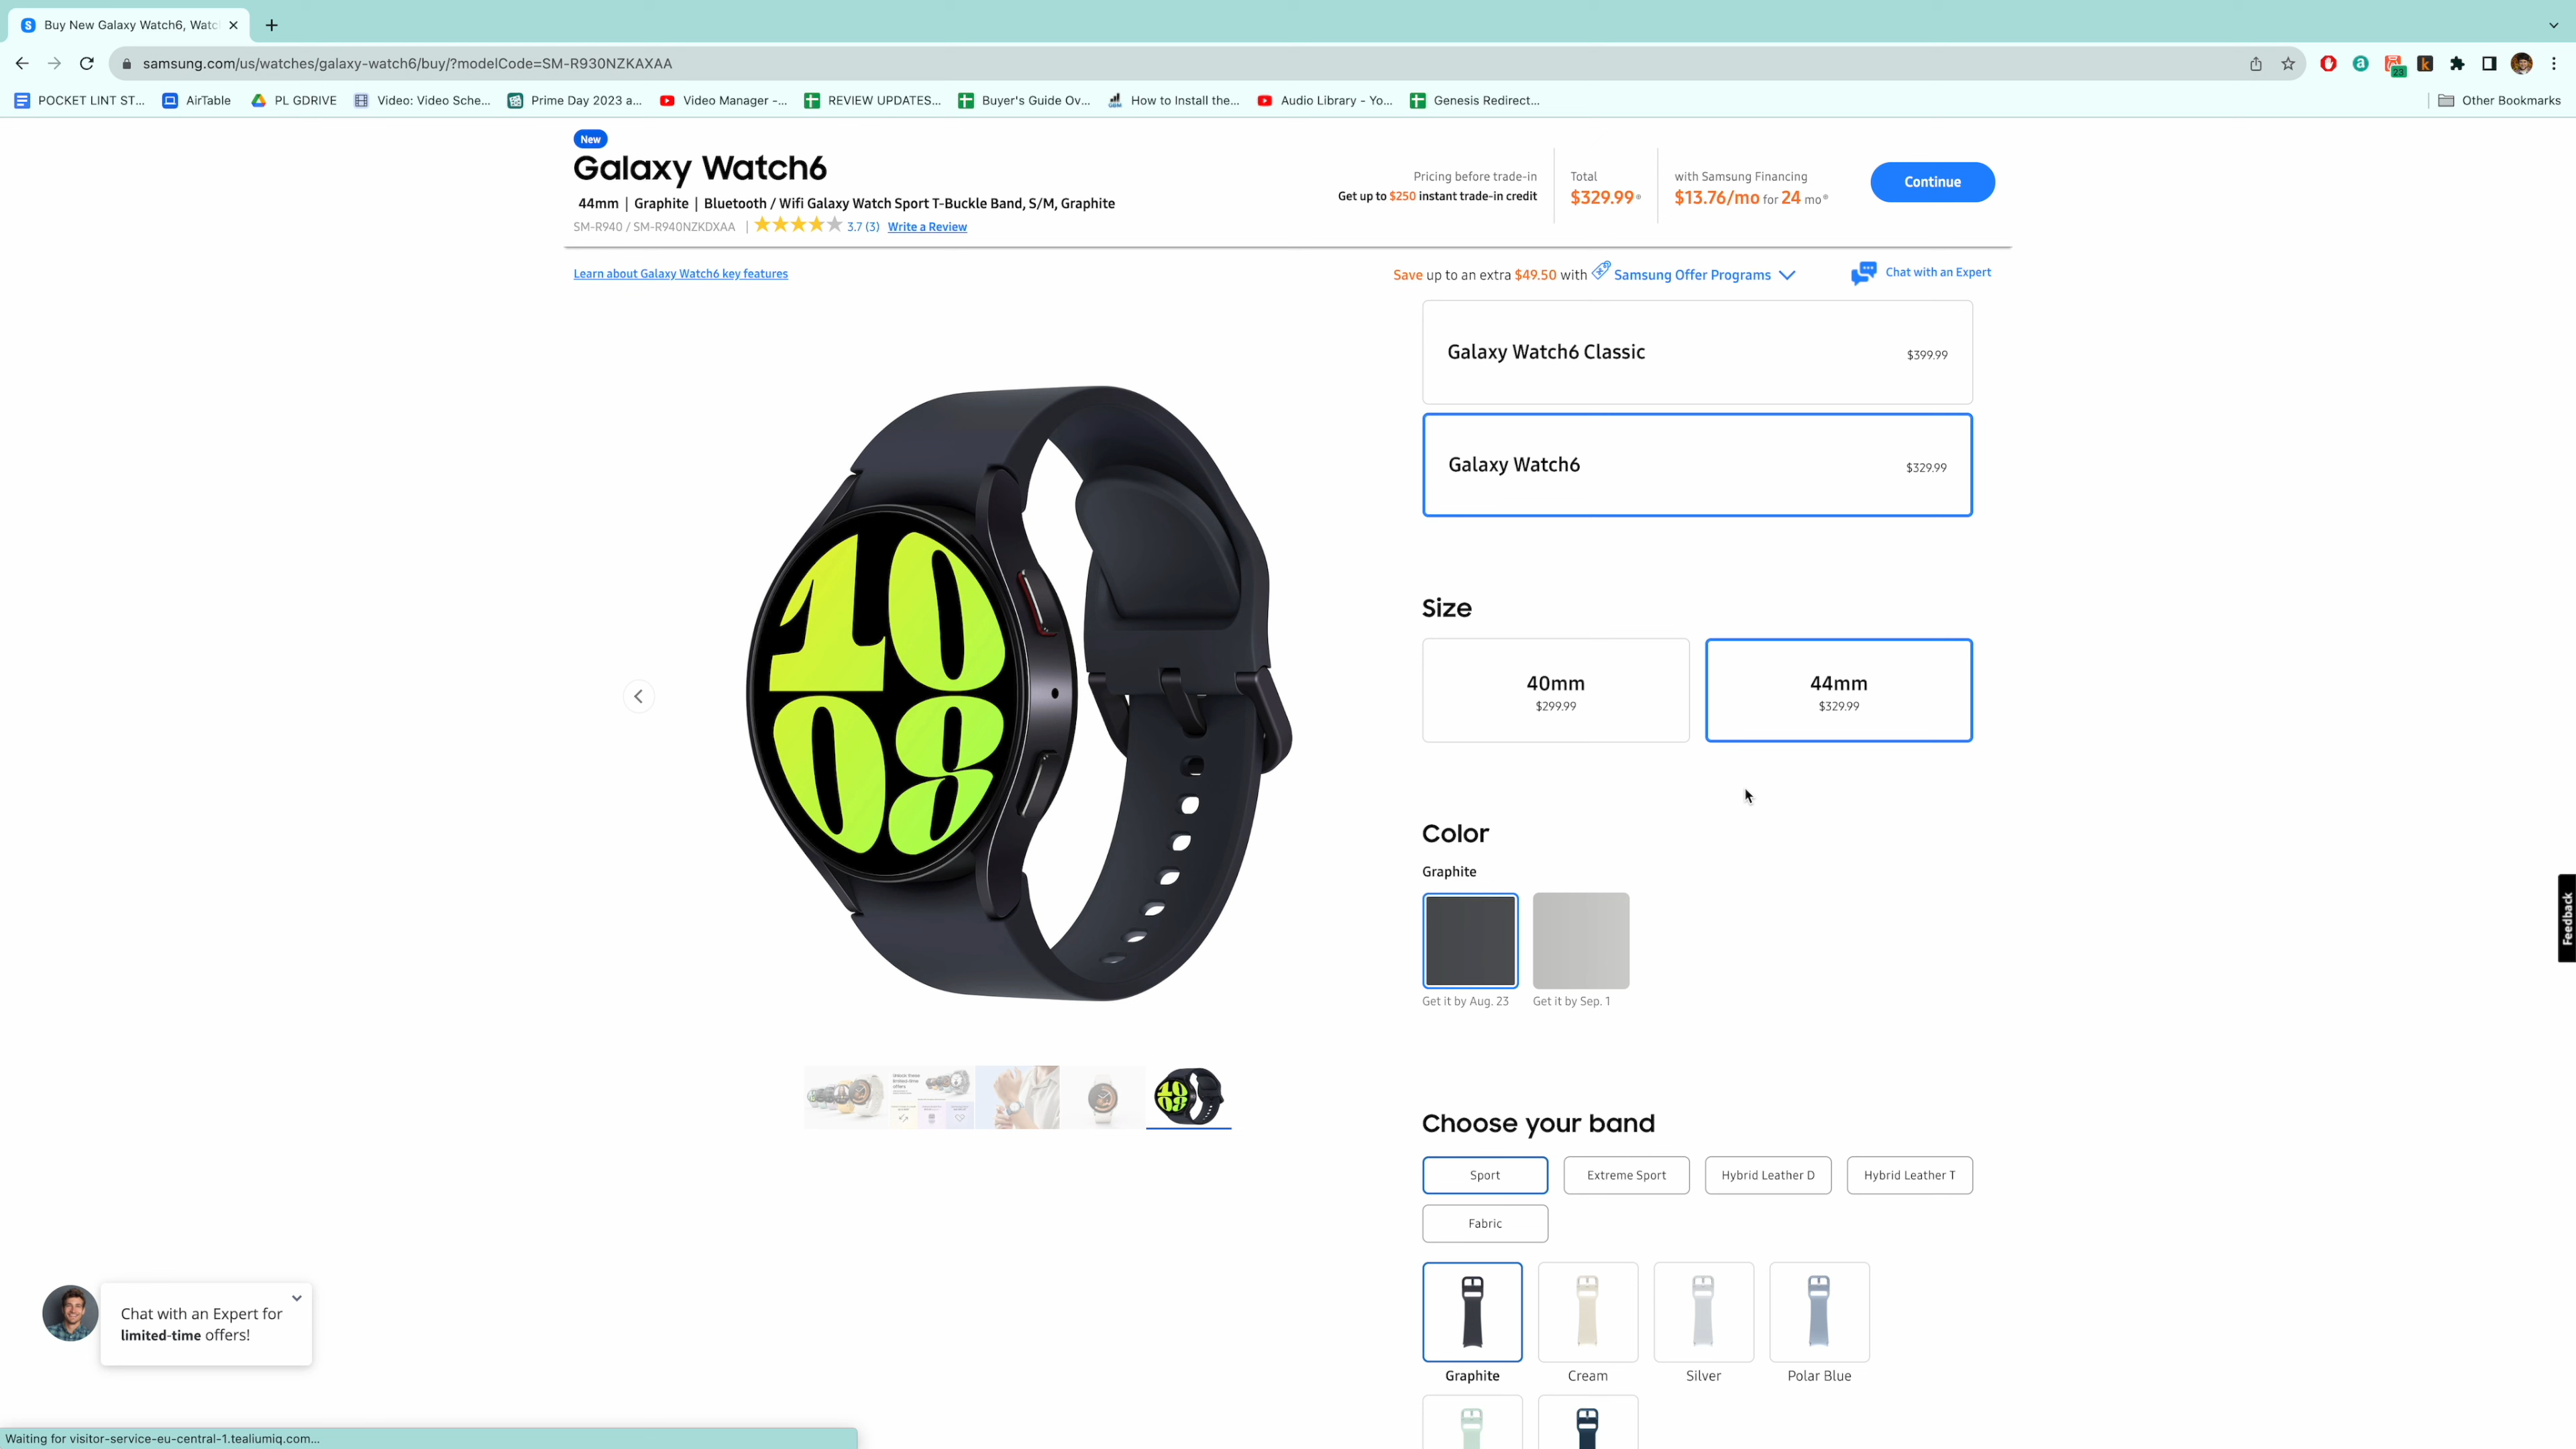 Buy New Galaxy Watch6, Watc
samsung.com/us/watches/galaxy-watch6/buy/?modelCode=SM-R930NZKAXAA
23
POCKET LINT ST... AirTable PL GDRIVE Video: Video Sche... Prime Day 2023 a... Video Manager -... REVIEW UPDATES... Buyer's Guide Ov... How to Install the... Audio Library - Yo... Genesis Redirect... Other Bookmarks
New
Galaxy Watch6
44mm | Graphite | Bluetooth / Wifi Galaxy Watch Sport T-Buckle Band, S/M, Graphite
SM-R940 / SM-R940NZKDXAA | 3.7 (3) Write a Review
Pricing before trade-in
Get up to $250 instant trade-in credit
Total
$329.99
with Samsung Financing
$13.76/mo for 24 mo
Continue
Learn about Galaxy Watch6 key features
Save up to an extra $49.50 with Samsung Offer Programs
Chat with an Expert
Galaxy Watch6 Classic $399.99
Galaxy Watch6 $329.99
10
08
Size
40mm
$299.99
44mm
$329.99
Color
Graphite
Get it by Aug. 23 Get it by Sep. 1
Choose your band
Sport Extreme Sport Hybrid Leather D Hybrid Leather T
Fabric
Graphite Cream Silver Polar Blue
Feedback
Chat with an Expert for
limited-time offers!
Waiting for visitor-service-eu-central-1.tealiumiq.com...